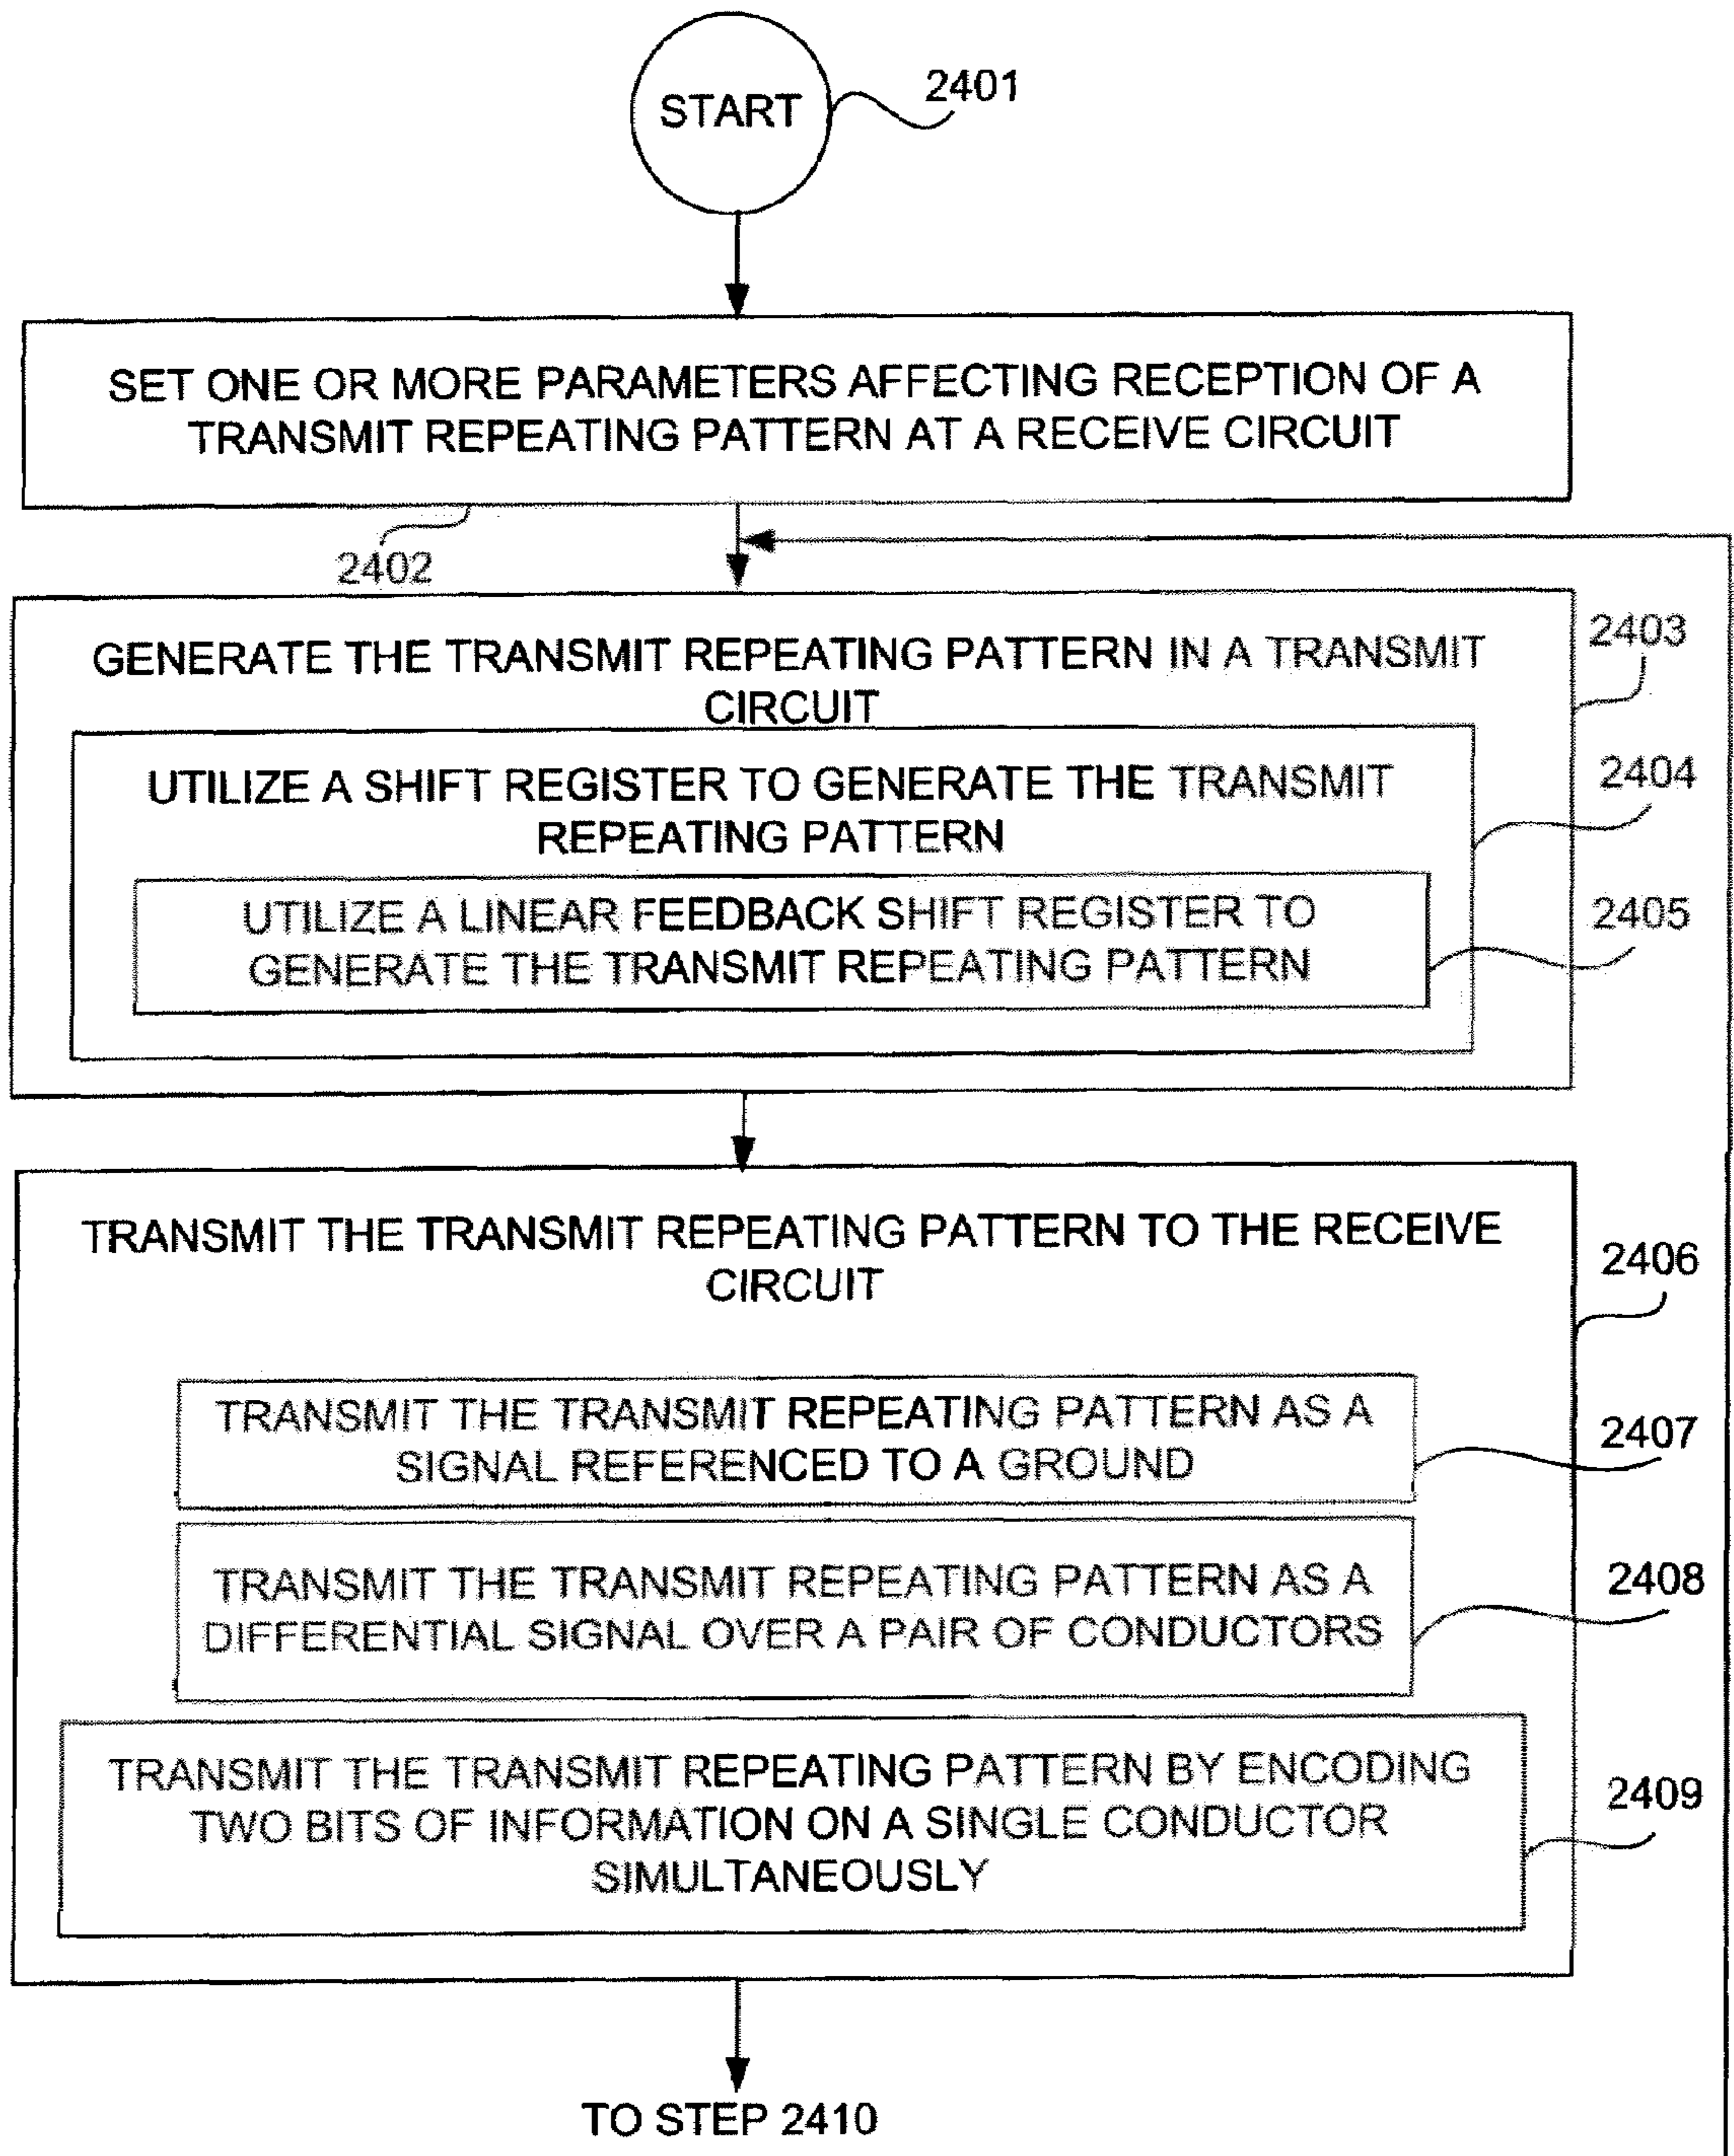 START
2401
SET ONE OR MORE PARAMETERS AFFECTING RECEPTION OF A
TRANSMIT REPEATING PATTERN AT A RECEIVE CIRCUIT
2402
GENERATE THE TRANSMIT REPEATING PATTERN IN A TRANSMIT
CIRCUIT
2403
UTILIZE A SHIFT REGISTER TO GENERATE THE TRANSMIT
REPEATING PATTERN
2404
UTILIZE A LINEAR FEEDBACK SHIFT REGISTER TO
GENERATE THE TRANSMIT REPEATING PATTERN
2405
TRANSMIT THE TRANSMIT REPEATING PATTERN TO THE RECEIVE
CIRCUIT
2406
TRANSMIT THE TRANSMIT REPEATING PATTERN AS A
SIGNAL REFERENCED TO A GROUND
2407
TRANSMIT THE TRANSMIT REPEATING PATTERN AS A
DIFFERENTIAL SIGNAL OVER A PAIR OF CONDUCTORS
2408
TRANSMIT THE TRANSMIT REPEATING PATTERN BY ENCODING
TWO BITS OF INFORMATION ON A SINGLE CONDUCTOR
SIMULTANEOUSLY
2409
TO STEP 2410